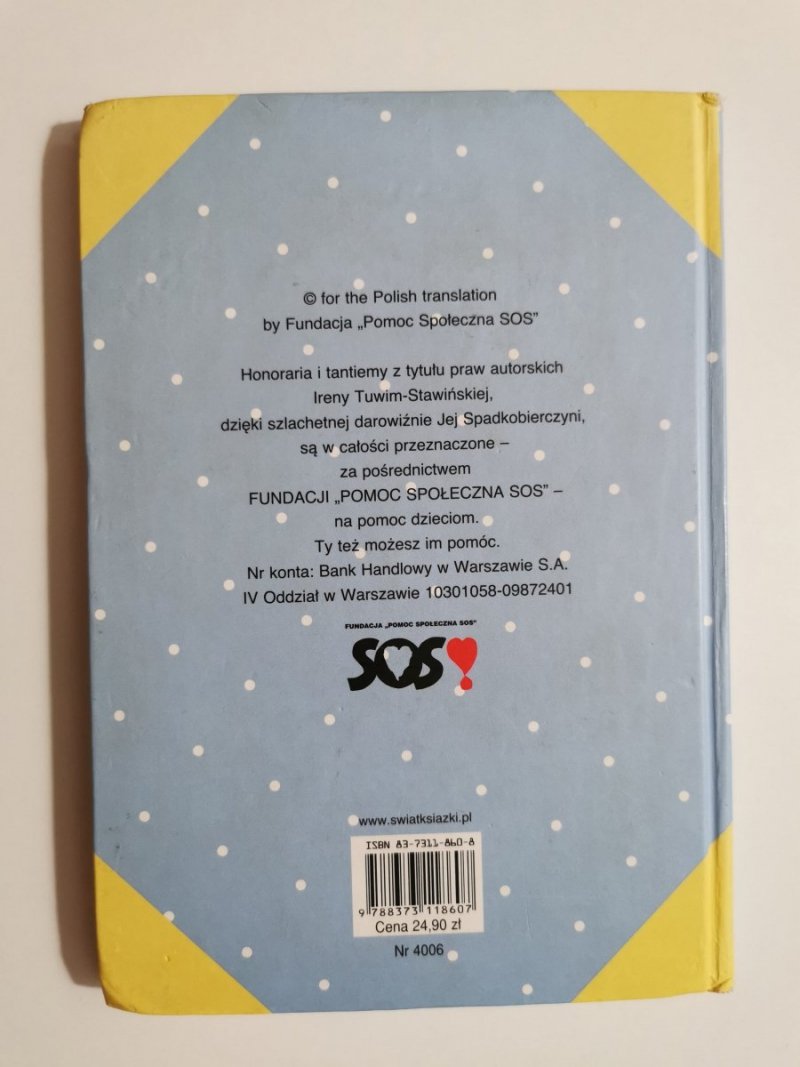 © for the Polish translation
by Fundacja „Pomoc Społeczna SOS”
Honoraria i tantiemy z tytułu praw autorskich
Ireny Tuwim-Stawińskiej,
dzięki szlachetnej darowiźnie Jej Spadkobierczyni,
są w całości przeznaczone –
za pośrednictwem
FUNDACJI „POMOC SPOŁECZNA SOS” –
na pomoc dzieciom.
Ty też możesz im pomóc.
Nr konta: Bank Handlowy w Warszawie S.A.
IV Oddział w Warszawie 10301058-09872401
FUNDACJA „POMOC SPOŁECZNA SOS”
SOS!
www.swiatksiazki.pl
ISBN 83-7311-860-8
9 788373 118607
Cena 24,90 zł
Nr 4006